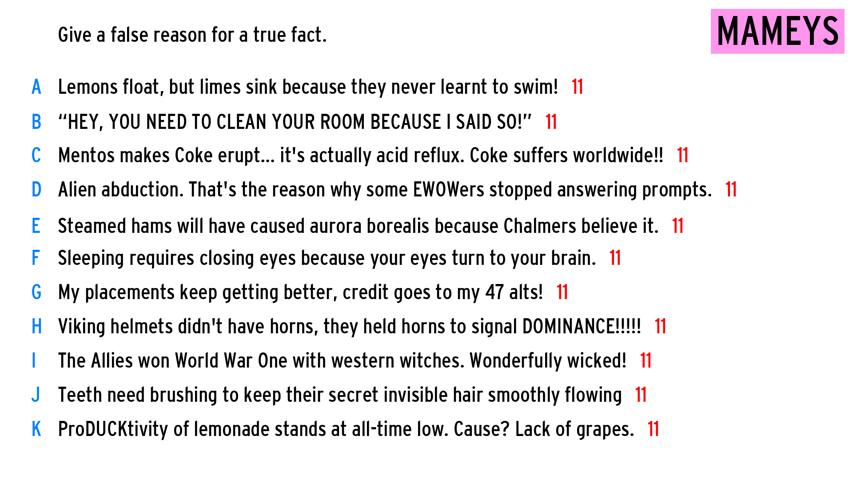 Give a false reason for a true fact.
MAMEYS
A Lemons float, but limes sink because they never learnt to swim! 11
B “HEY, YOU NEED TO CLEAN YOUR ROOM BECAUSE I SAID SO!” 11
C Mentos makes Coke erupt... it's actually acid reflux. Coke suffers worldwide!! 11
D Alien abduction. That's the reason why some EWOWers stopped answering prompts. 11
E Steamed hams will have caused aurora borealis because Chalmers believe it. 11
F Sleeping requires closing eyes because your eyes turn to your brain. 11
G My placements keep getting better, credit goes to my 47 alts! 11
H Viking helmets didn't have horns, they held horns to signal DOMINANCE!!!!! 11
I The Allies won World War One with western witches. Wonderfully wicked! 11
J Teeth need brushing to keep their secret invisible hair smoothly flowing 11
K ProDUCKtivity of lemonade stands at all-time low. Cause? Lack of grapes. 11